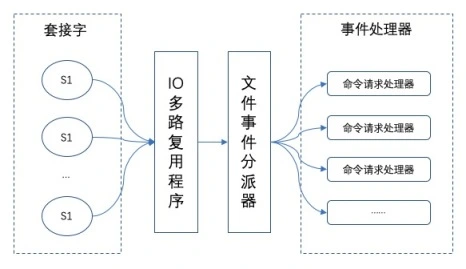 套接字
S1
S1
...
S1
IO多路复用程序
文件事件分派器
事件处理器
命令请求处理器
命令请求处理器
命令请求处理器
......